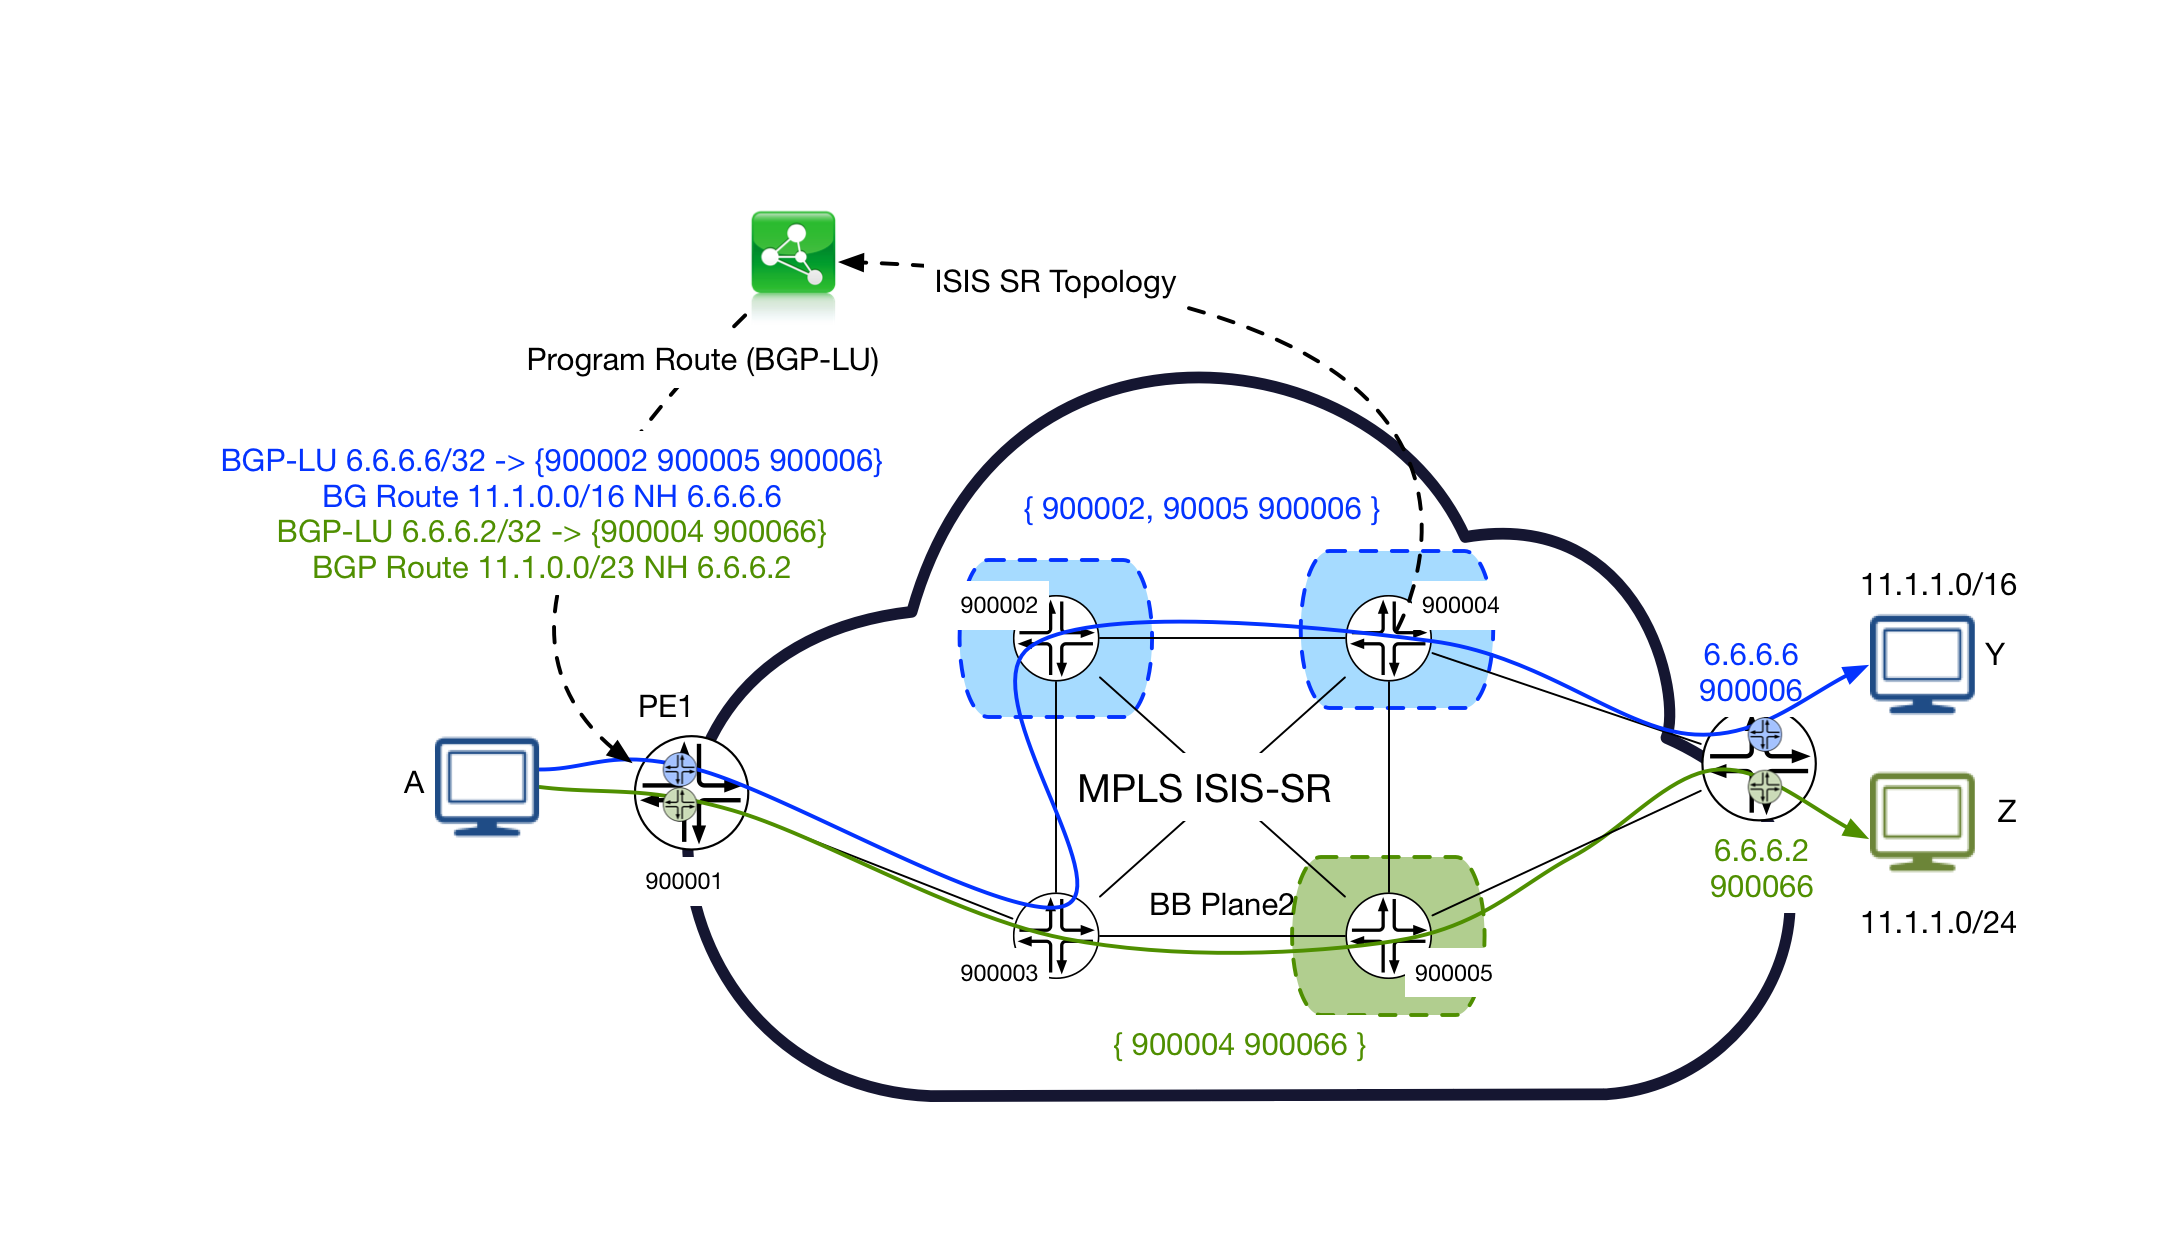 ISIS SR Topology
Program Route (BGP-LU)
BGP-LU 6.6.6.6/32 -> {900002 900005 900006}
BG Route 11.1.0.0/16 NH 6.6.6.6
BGP-LU 6.6.6.2/32 -> {900004 900066}
BGP Route 11.1.0.0/23 NH 6.6.6.2
{ 900002, 90005 900006 }
900002
900004
11.1.1.0/16
6.6.6.6
900006
Y
PE1
A
MPLS ISIS-SR
Z
900001
6.6.6.2
900066
BB Plane2
11.1.1.0/24
900003
900005
{ 900004 900066 }